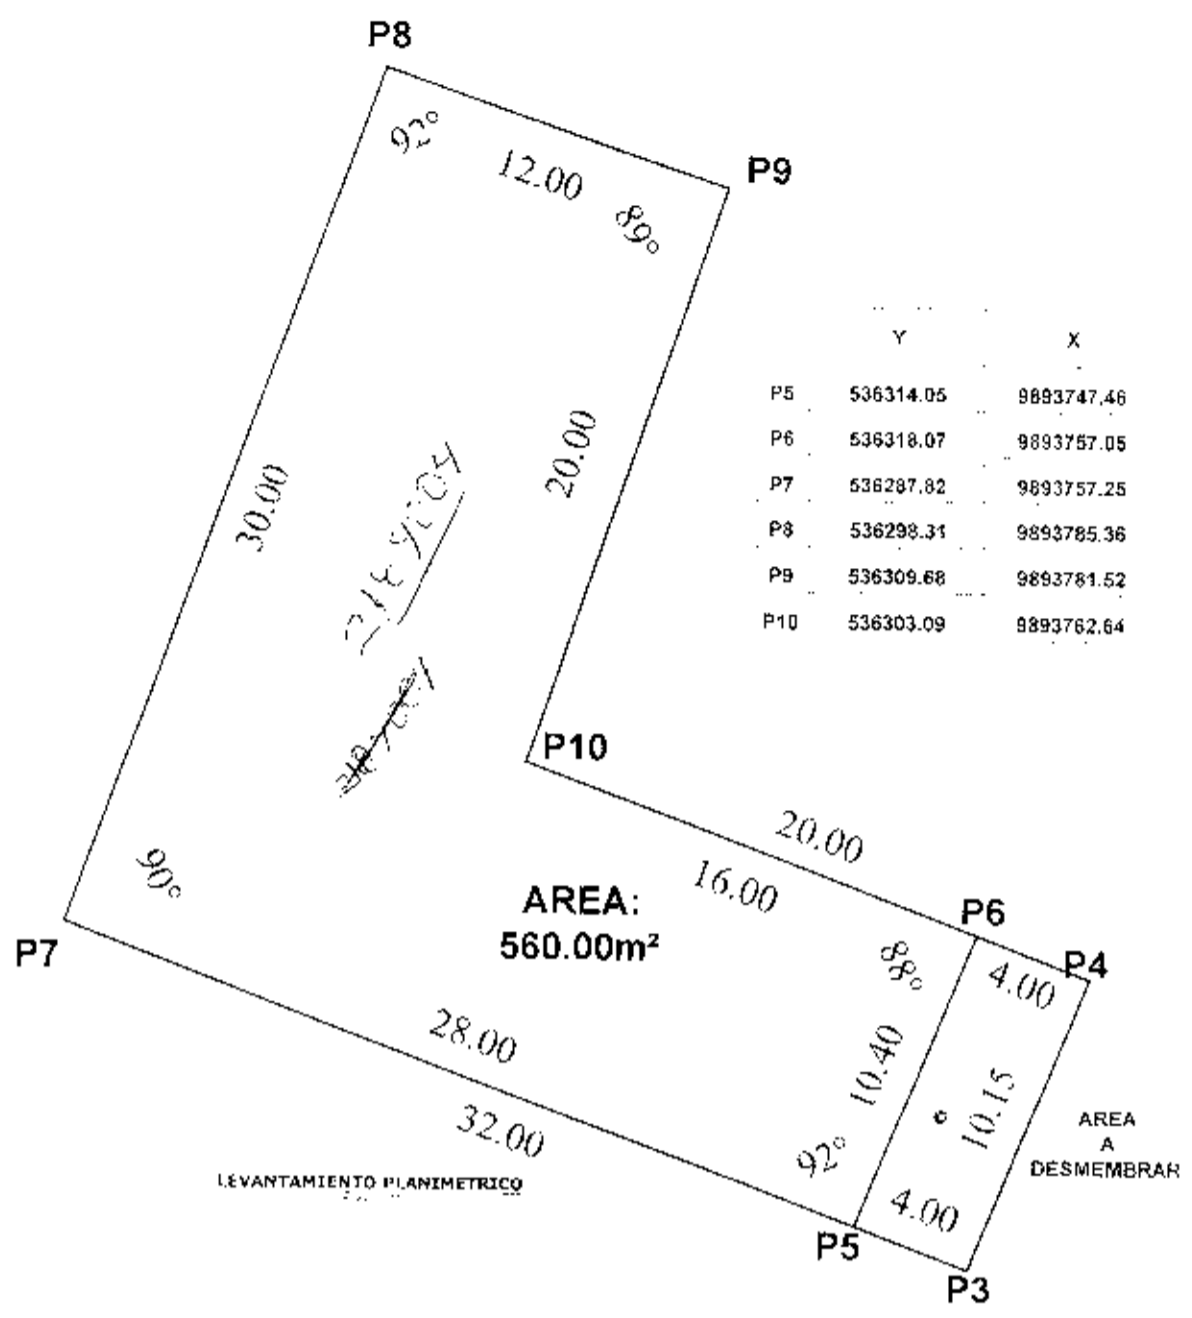 P8
92°
12.00
P9
89°
Y X
P5 536314.05 9893747.46
P6 536318.07 9893757.05
P7 536287.82 9893757.25
P8 536298.31 9893785.36
P9 536309.68 9893781.52
P10 536303.09 9893762.64
30.00
20.00
P10
20.00
16.00
90°
AREA:
560.00m²
P7
P6
88°
4.00
P4
28.00
32.00
10.40
10.15
92°
4.00
AREA
A
DESMEMBRAR
LEVANTAMIENTO PLANIMETRICO
P5
P3